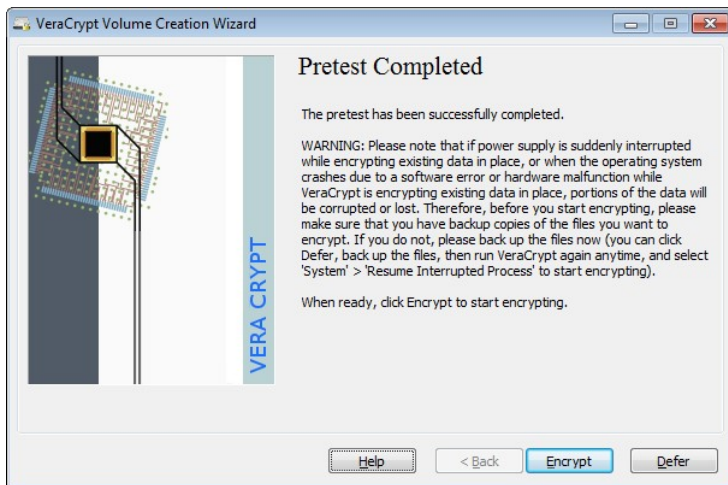 VeraCrypt Volume Creation Wizard
Pretest Completed
The pretest has been successfully completed.
WARNING: Please note that if power supply is suddenly interrupted
while encrypting existing data in place, or when the operating system
crashes due to a software error or hardware malfunction while
VeraCrypt is encrypting existing data in place, portions of the data will
be corrupted or lost. Therefore, before you start encrypting, please
make sure that you have backup copies of the files you want to
encrypt. If you do not, please back up the files now (you can click
Defer, back up the files, then run VeraCrypt again anytime, and select
'System' > 'Resume Interrupted Process' to start encrypting).
When ready, click Encrypt to start encrypting.
VERA CRYPT
Help
< Back
Encrypt
Defer